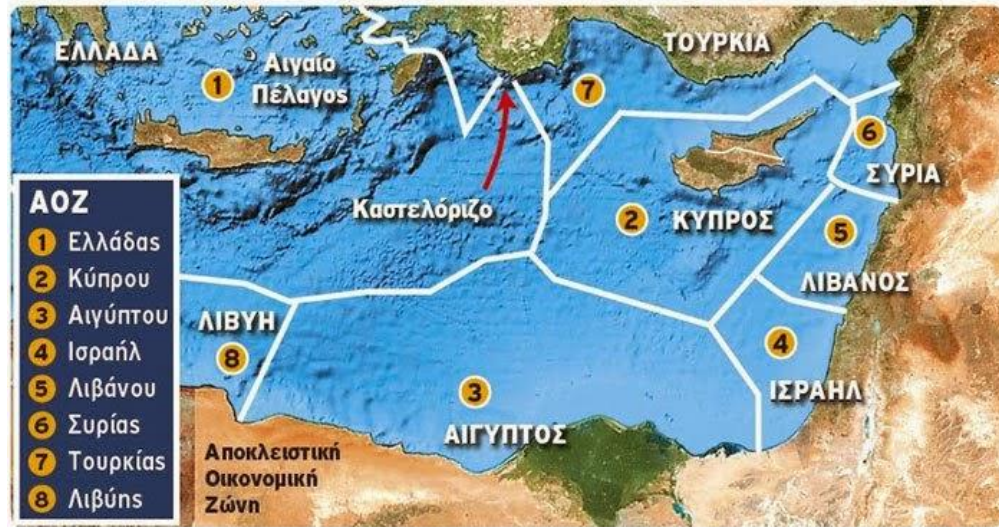 ΕΛΛΑΔΑ
1
Αιγαίο
Πέλαγος
ΤΟΥΡΚΙΑ
7
6
ΣΥΡΙΑ
Καστελόριζο
2
ΚΥΠΡΟΣ
5
ΛΙΒΑΝΟΣ
ΛΙΒΥΗ
8
4
ΙΣΡΑΗΛ
3
ΑΙΓΥΠΤΟΣ
ΑΟΖ
1 Ελλάδας
2 Κύπρου
3 Αιγύπτου
4 Ισραήλ
5 Λιβάνου
6 Συρίας
7 Τουρκίας
8 Λιβύης
Αποκλειστική
Οικονομική
Ζώνη